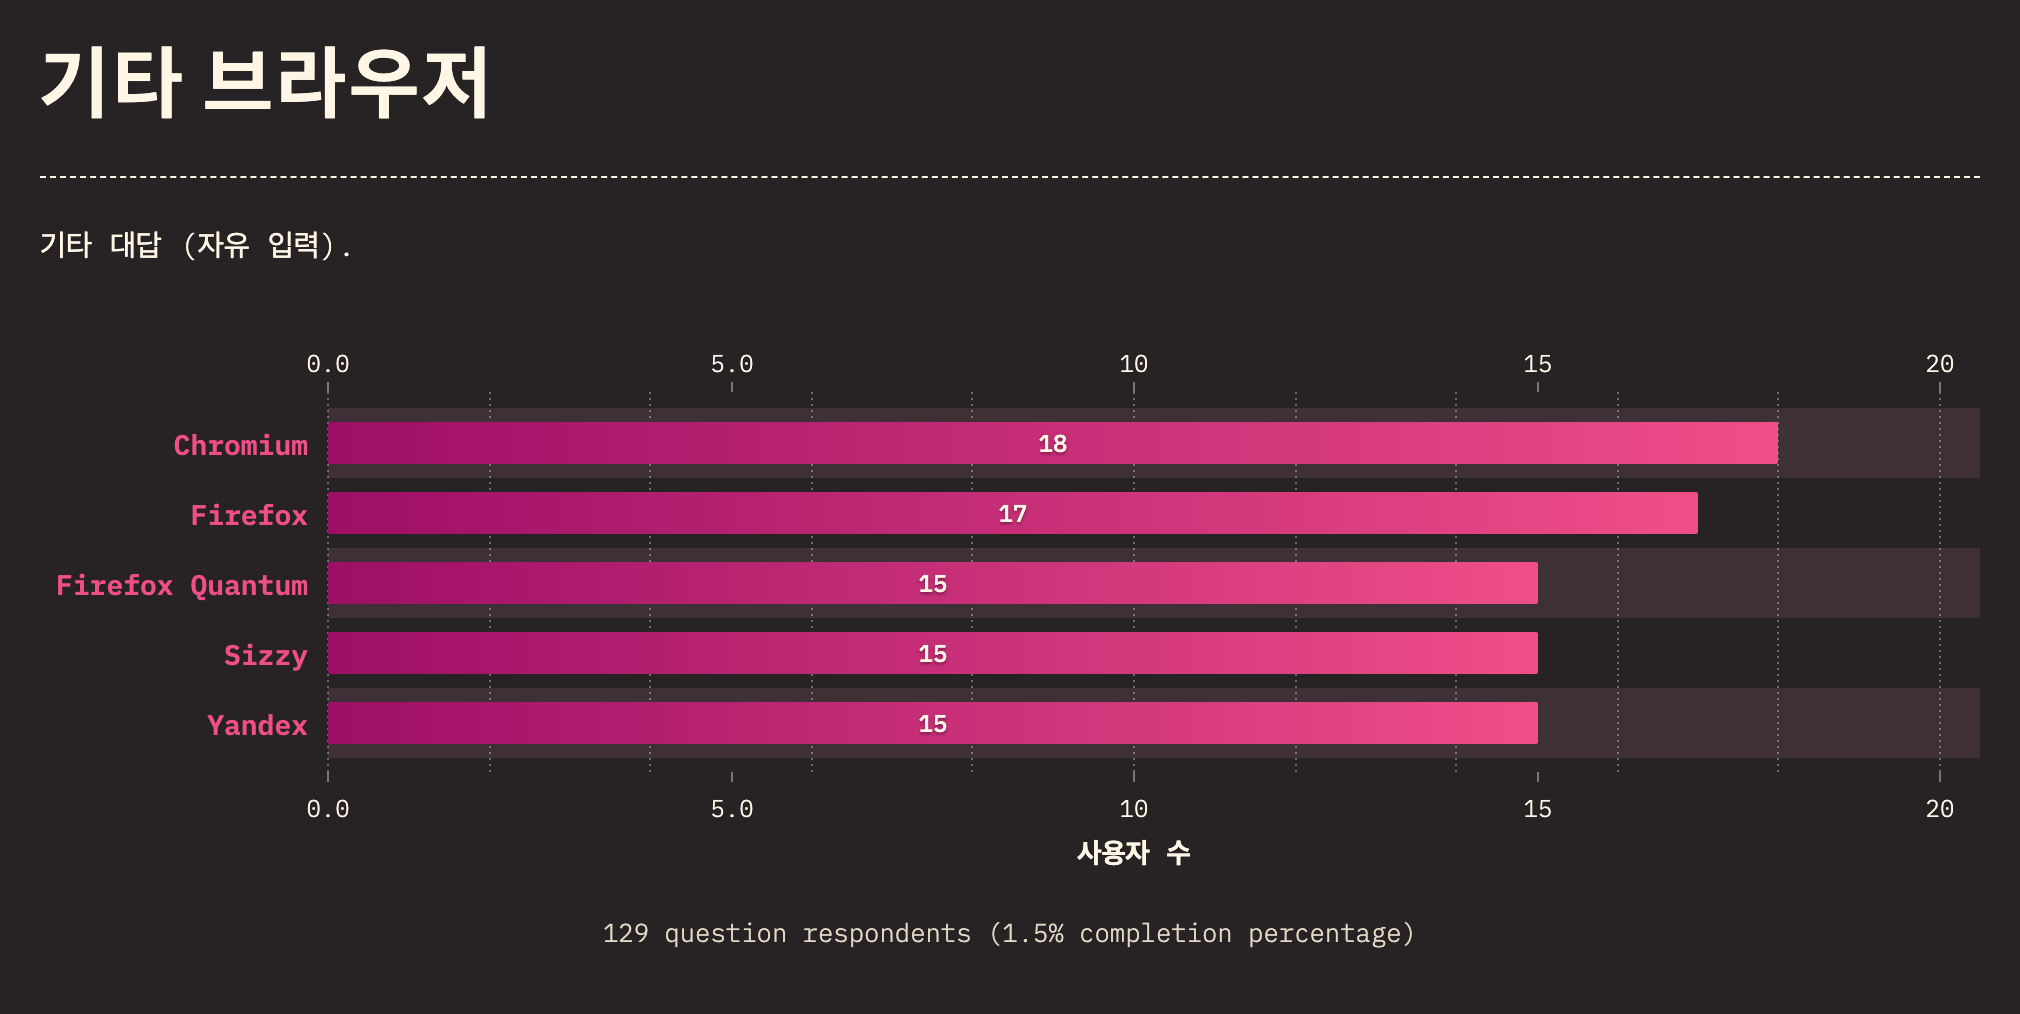 기타 브라우저
기타 대답 (자유 입력).
0.0 5.0 10 15 20
Chromium 18
Firefox 17
Firefox Quantum 15
Sizzy 15
Yandex 15
0.0 5.0 10 15 20
사용자 수
129 question respondents (1.5% completion percentage)